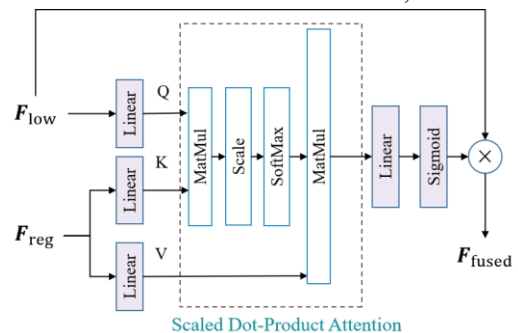 F_low
Linear
Q
MatMul
Scale
SoftMax
MatMul
Linear
Sigmoid
×
F_reg
Linear
K
Linear
V
F_fused
Scaled Dot-Product Attention